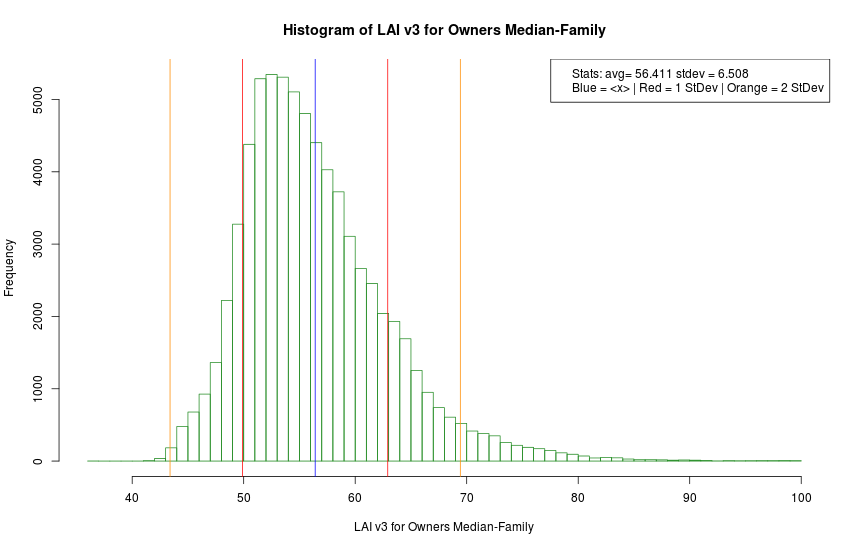 Histogram of LAI v3 for Owners Median-Family
Stats: avg= 56.411 stdev = 6.508
Blue = <x> | Red = 1 StDev | Orange = 2 StDev
Frequency
5000
4000
3000
2000
1000
0
40 50 60 70 80 90 100
LAI v3 for Owners Median-Family